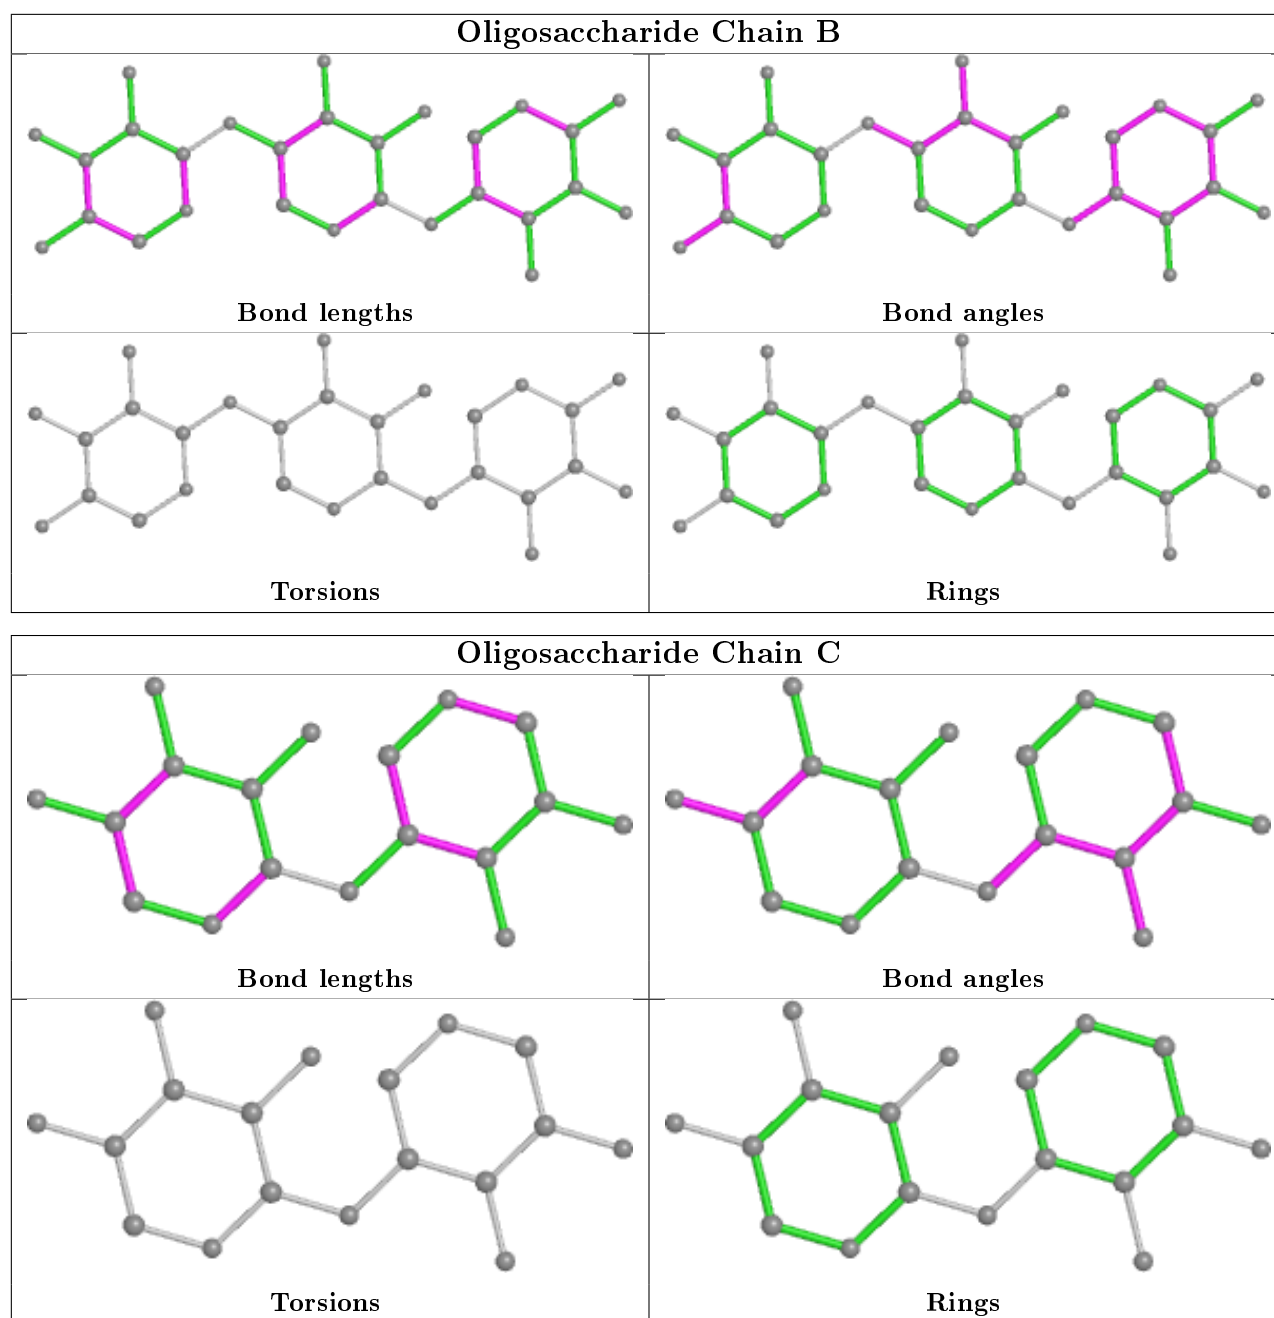 Oligosaccharide Chain B
Bond lengths
Bond angles
Torsions
Rings
Oligosaccharide Chain C
Bond lengths
Bond angles
Torsions
Rings